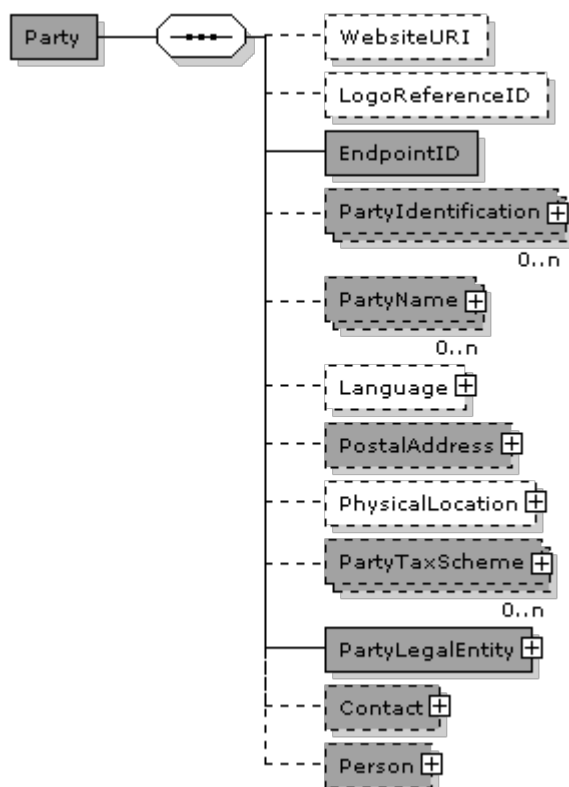 Party
WebsiteURI
LogoReferenceID
EndpointID
PartyIdentification
0..n
PartyName
0..n
Language
PostalAddress
PhysicalLocation
PartyTaxScheme
0..n
PartyLegalEntity
Contact
Person